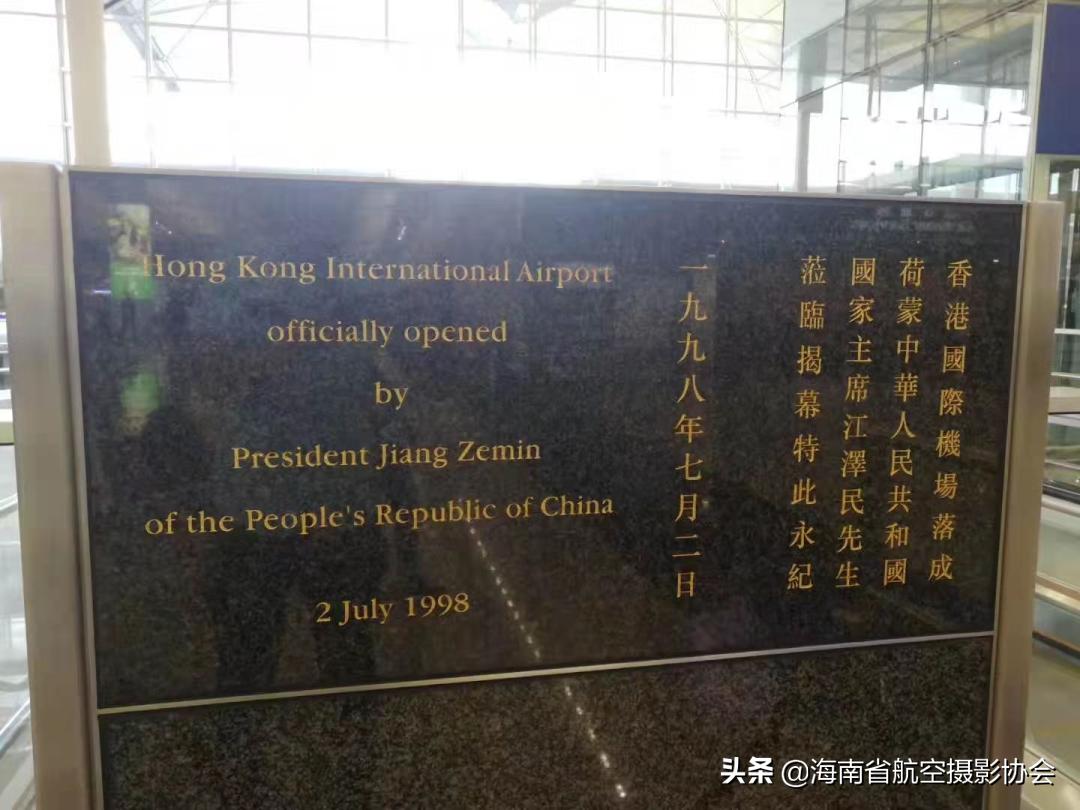 Hong Kong International Airport
officially opened
by
President Jiang Zemin
of the People's Republic of China
2 July 1998
香港國際機場落成
荷蒙中華人民共和國
國家主席江澤民先生
蒞臨揭幕特此永紀
一九九八年七月二日
头条 @海南省航空摄影协会